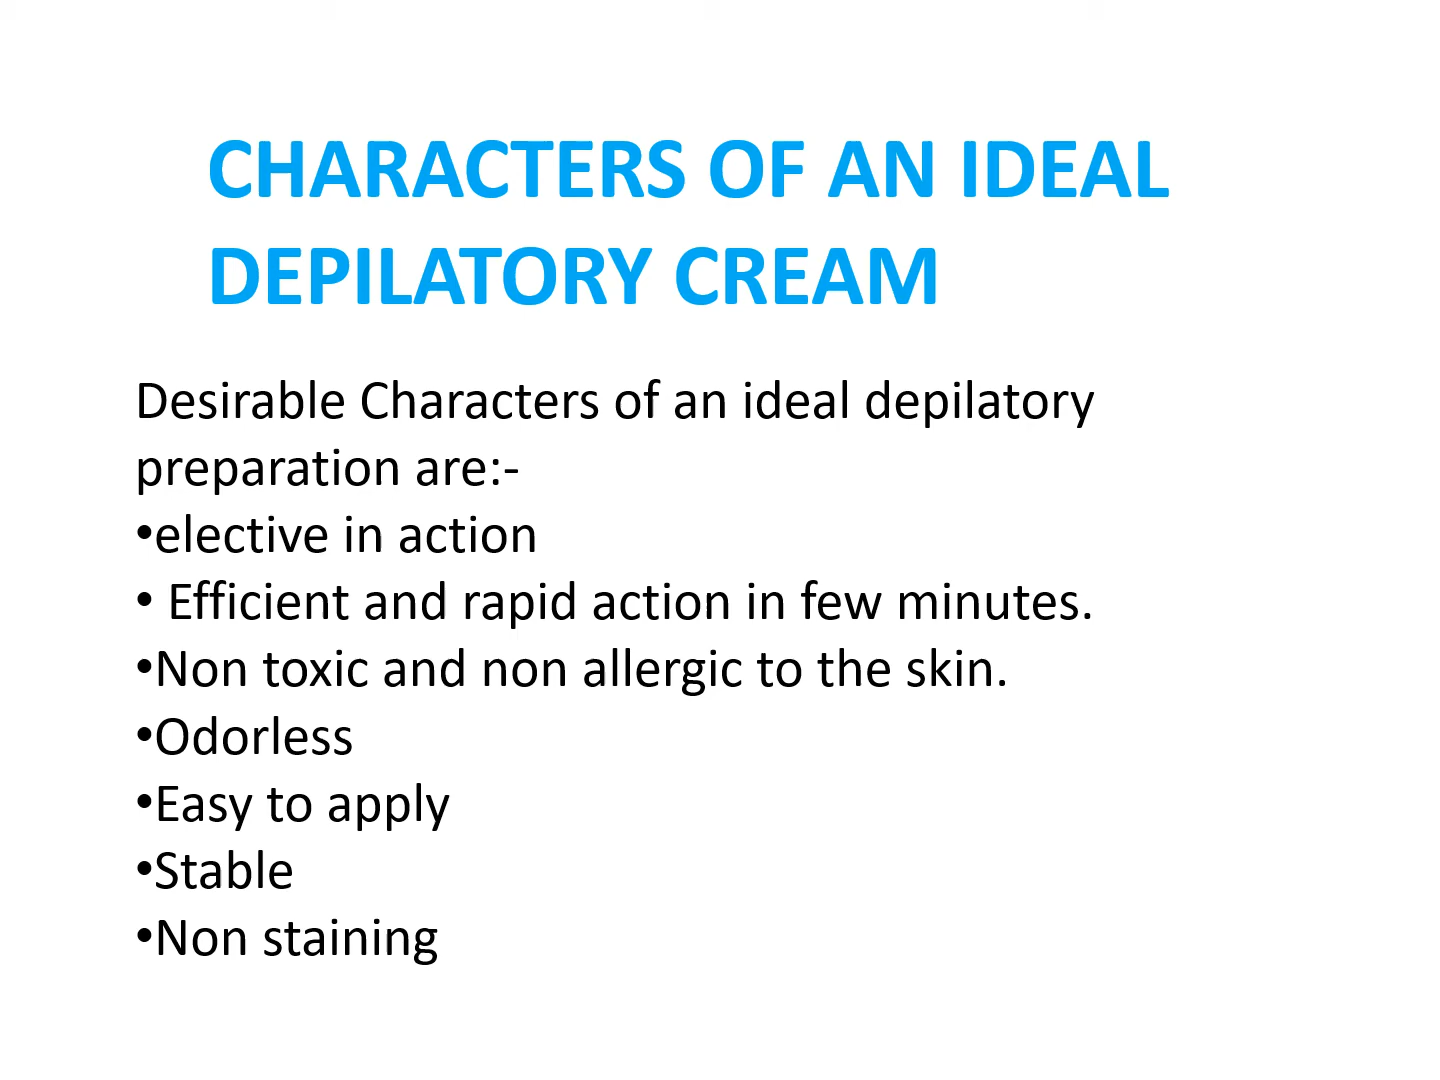 CHARACTERS OF AN IDEAL
DEPILATORY CREAM
Desirable Characters of an ideal depilatory
preparation are:-
•elective in action
• Efficient and rapid action in few minutes.
•Non toxic and non allergic to the skin.
•Odorless
•Easy to apply
•Stable
•Non staining